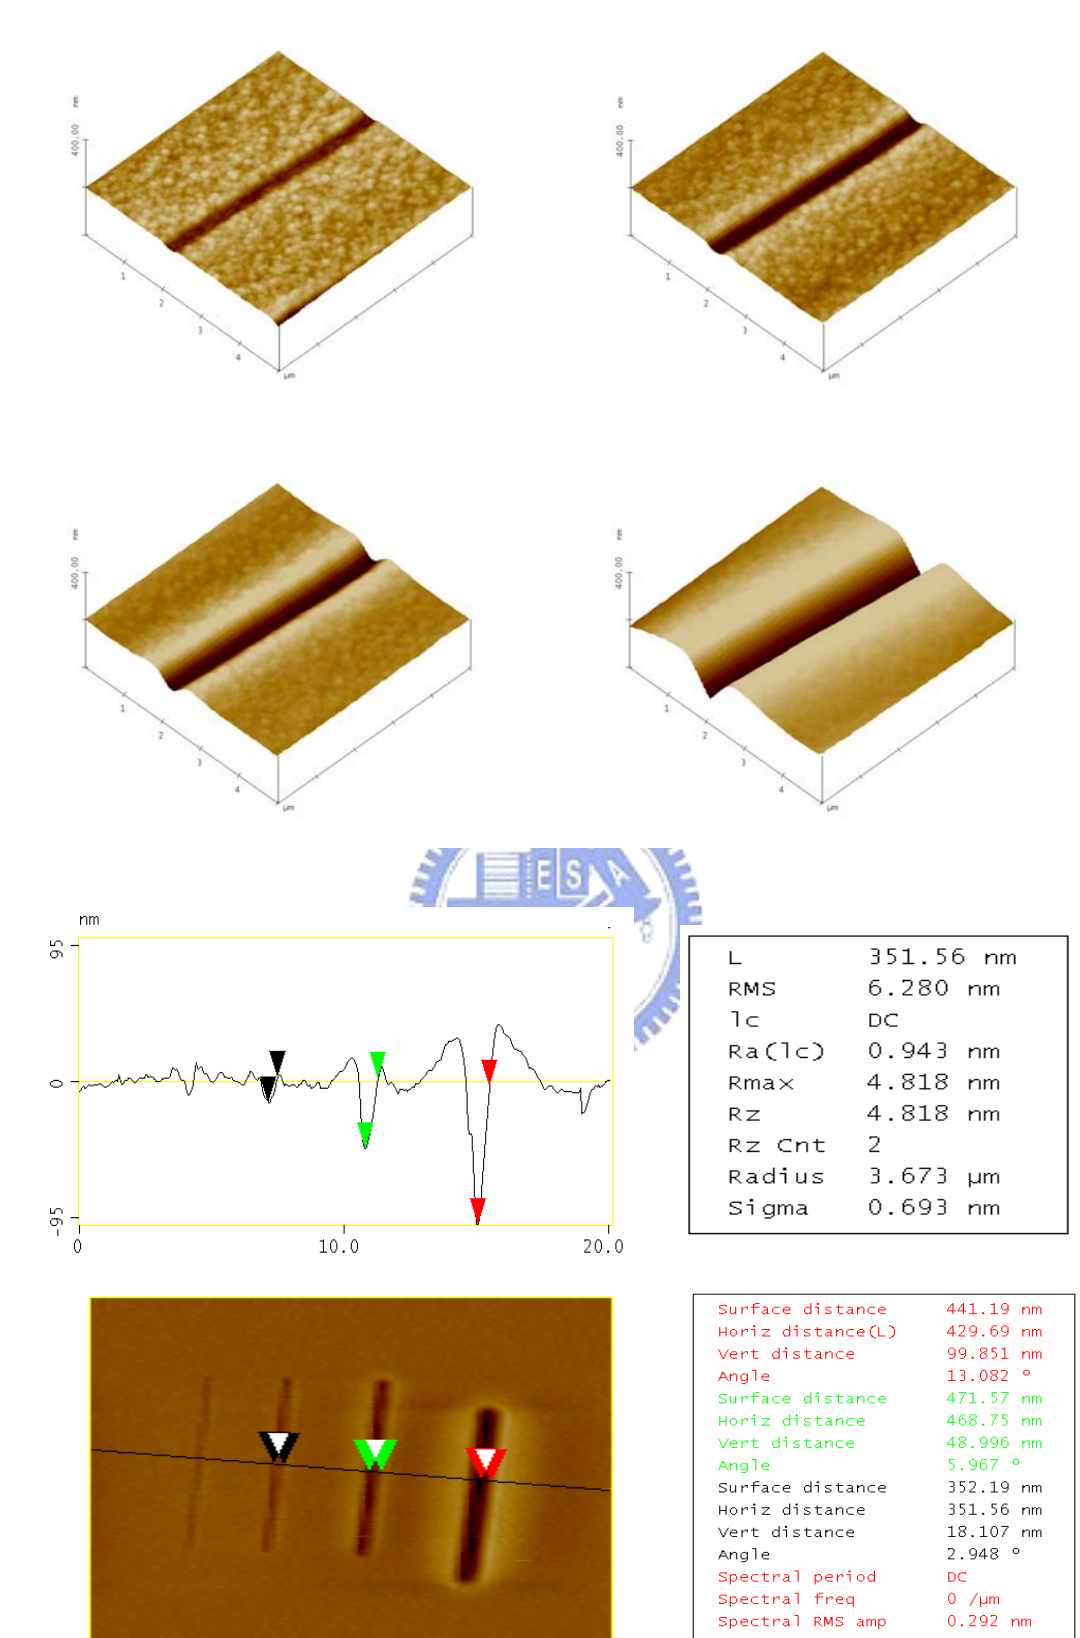 nm
nm
400.00
400.00
1
2
3
4
µm
1
2
3
4
µm
nm
nm
400.00
400.00
1
2
3
4
µm
1
2
3
4
µm
E S A
nm
95
0
-95
0 10.0 20.0
L 351.56 nm
RMS 6.280 nm
lc DC
Ra(lc) 0.943 nm
Rmax 4.818 nm
Rz 4.818 nm
Rz Cnt 2
Radius 3.673 µm
Sigma 0.693 nm
Surface distance 441.19 nm
Horiz distance(L) 429.69 nm
Vert distance 99.851 nm
Angle 13.082 °
Surface distance 471.57 nm
Horiz distance 468.75 nm
Vert distance 48.996 nm
Angle 5.967 °
Surface distance 352.19 nm
Horiz distance 351.56 nm
Vert distance 18.107 nm
Angle 2.948 °
Spectral period DC
Spectral freq 0 /µm
Spectral RMS amp 0.292 nm